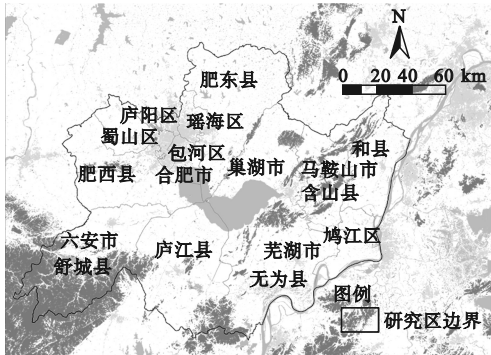 N
0 20 40 60 km
肥东县
庐阳区
瑶海区
蜀山区
包河区
和县
肥西县
合肥市
巢湖市
马鞍山市
含山县
六安市
庐江县
芜湖市
鸠江区
舒城县
无为县
图例
研究区边界